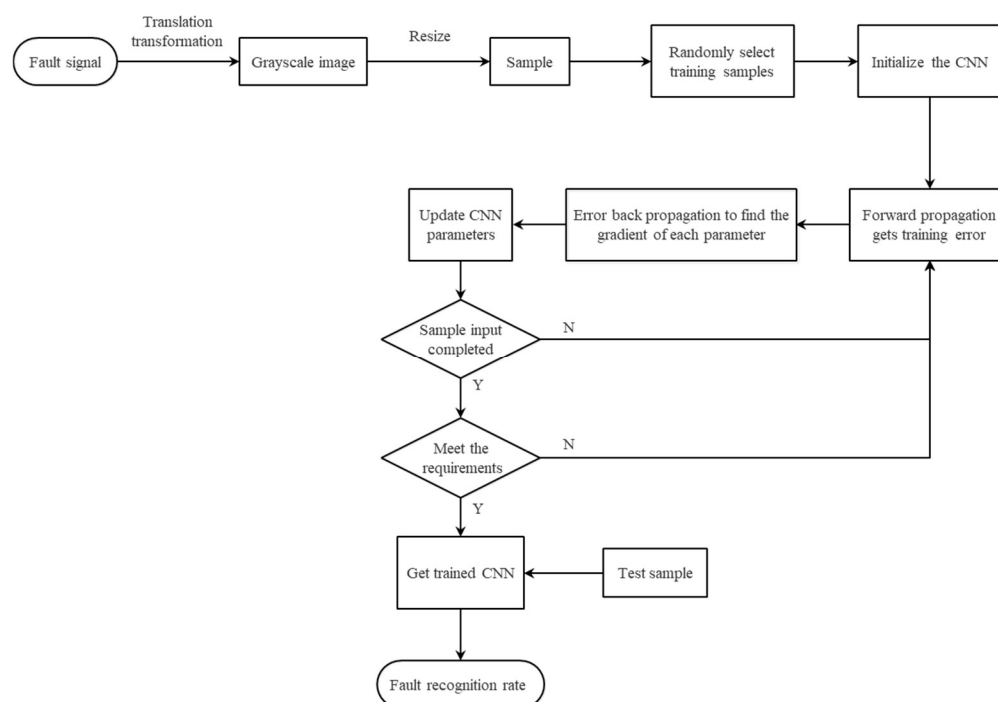 Translation
transformation
Resize
Fault signal
Grayscale image
Sample
Randomly select
training samples
Initialize the CNN
Update CNN
parameters
Error back propagation to find the
gradient of each parameter
Forward propagation
gets training error
Sample input
completed
N
Y
Meet the
requirements
N
Y
Get trained CNN
Test sample
Fault recognition rate